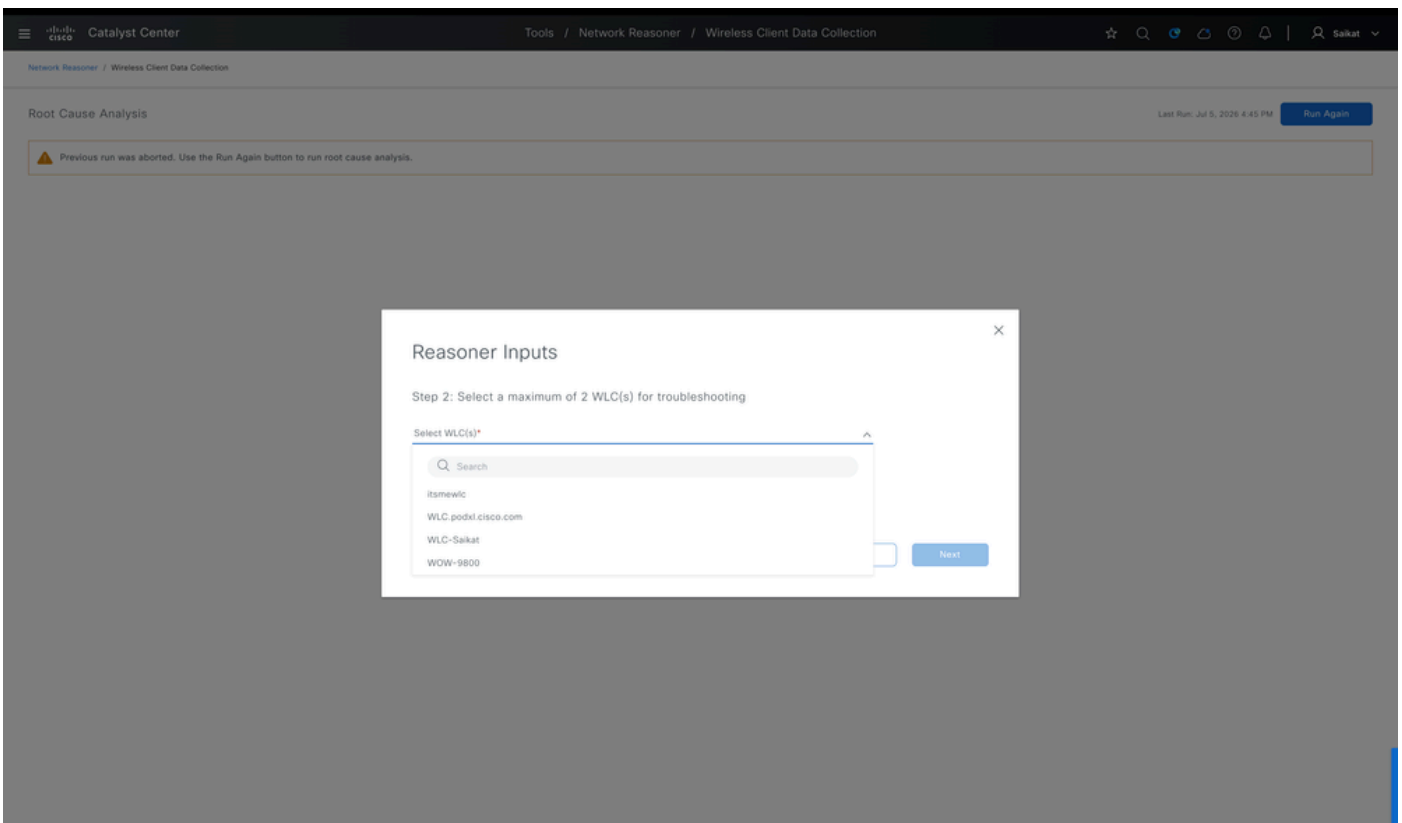 cisco Catalyst Center Tools / Network Reasoner / Wireless Client Data Collection Saikat
Network Reasoner / Wireless Client Data Collection
Root Cause Analysis Last Run: Jul 5, 2026 4:45 PM Run Again
Previous run was aborted. Use the Run Again button to run root cause analysis.
Reasoner Inputs
Step 2: Select a maximum of 2 WLC(s) for troubleshooting
Select WLC(s)*
Search
itsmewlc
WLC.podxl.cisco.com
WLC-Saikat
WOW-9800
Next